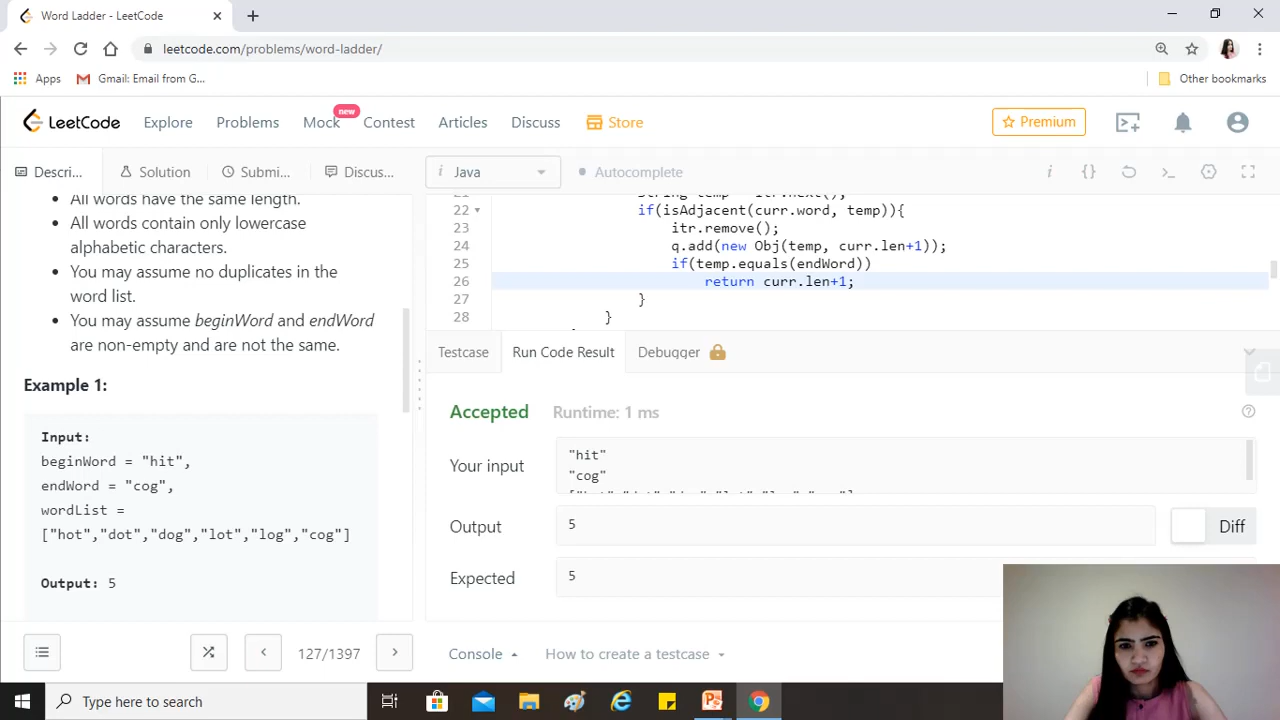 Word Ladder - LeetCode
leetcode.com/problems/word-ladder/
Apps
Gmail: Email from G...
Other bookmarks
LeetCode
Explore
Problems
Mock
new
Contest
Articles
Discuss
Store
Premium
Descri...
Solution
Submi...
Discuss...
i Java
Autocomplete
All words have the same length.
All words contain only lowercase
alphabetic characters.
You may assume no duplicates in the
word list.
You may assume beginWord and endWord
are non-empty and are not the same.
Example 1:
Input:
beginWord = "hit",
endWord = "cog",
wordList =
["hot","dot","dog","lot","log","cog"]
Output: 5
127/1397
21 String temp = itr.next();
22 if(isAdjacent(curr.word, temp)){
23 itr.remove();
24 q.add(new Obj(temp, curr.len+1));
25 if(temp.equals(endWord))
26 return curr.len+1;
27 }
28 }
Testcase
Run Code Result
Debugger
Accepted
Runtime: 1 ms
Your input
"hit"
"cog"
Output
5
Diff
Expected
5
Console
How to create a testcase
Type here to search